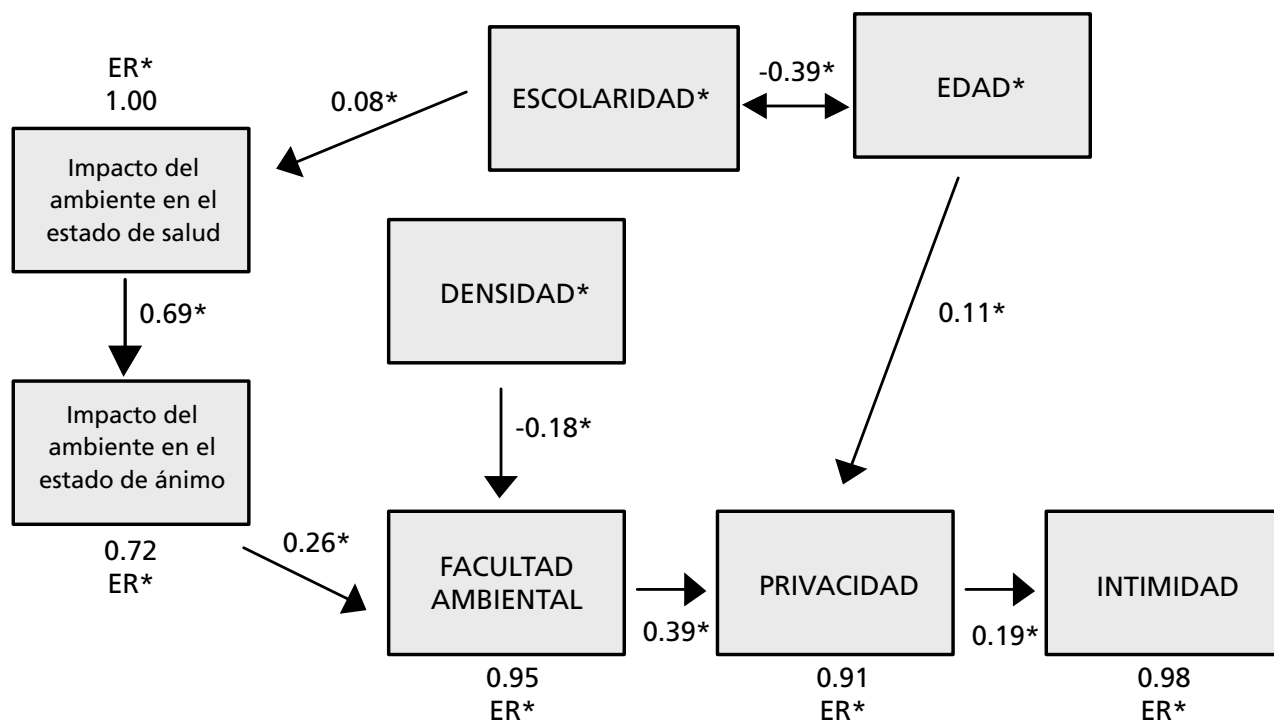 ER*
1.00
0.08*
ESCOLARIDAD*
-0.39*
EDAD*
Impacto del
ambiente en el
estado de salud
DENSIDAD*
0.69*
0.11*
Impacto del
ambiente en el
estado de ánimo
-0.18*
0.72
ER*
0.26*
FACULTAD
AMBIENTAL
0.39*
PRIVACIDAD
0.19*
INTIMIDAD
0.95
ER*
0.91
ER*
0.98
ER*